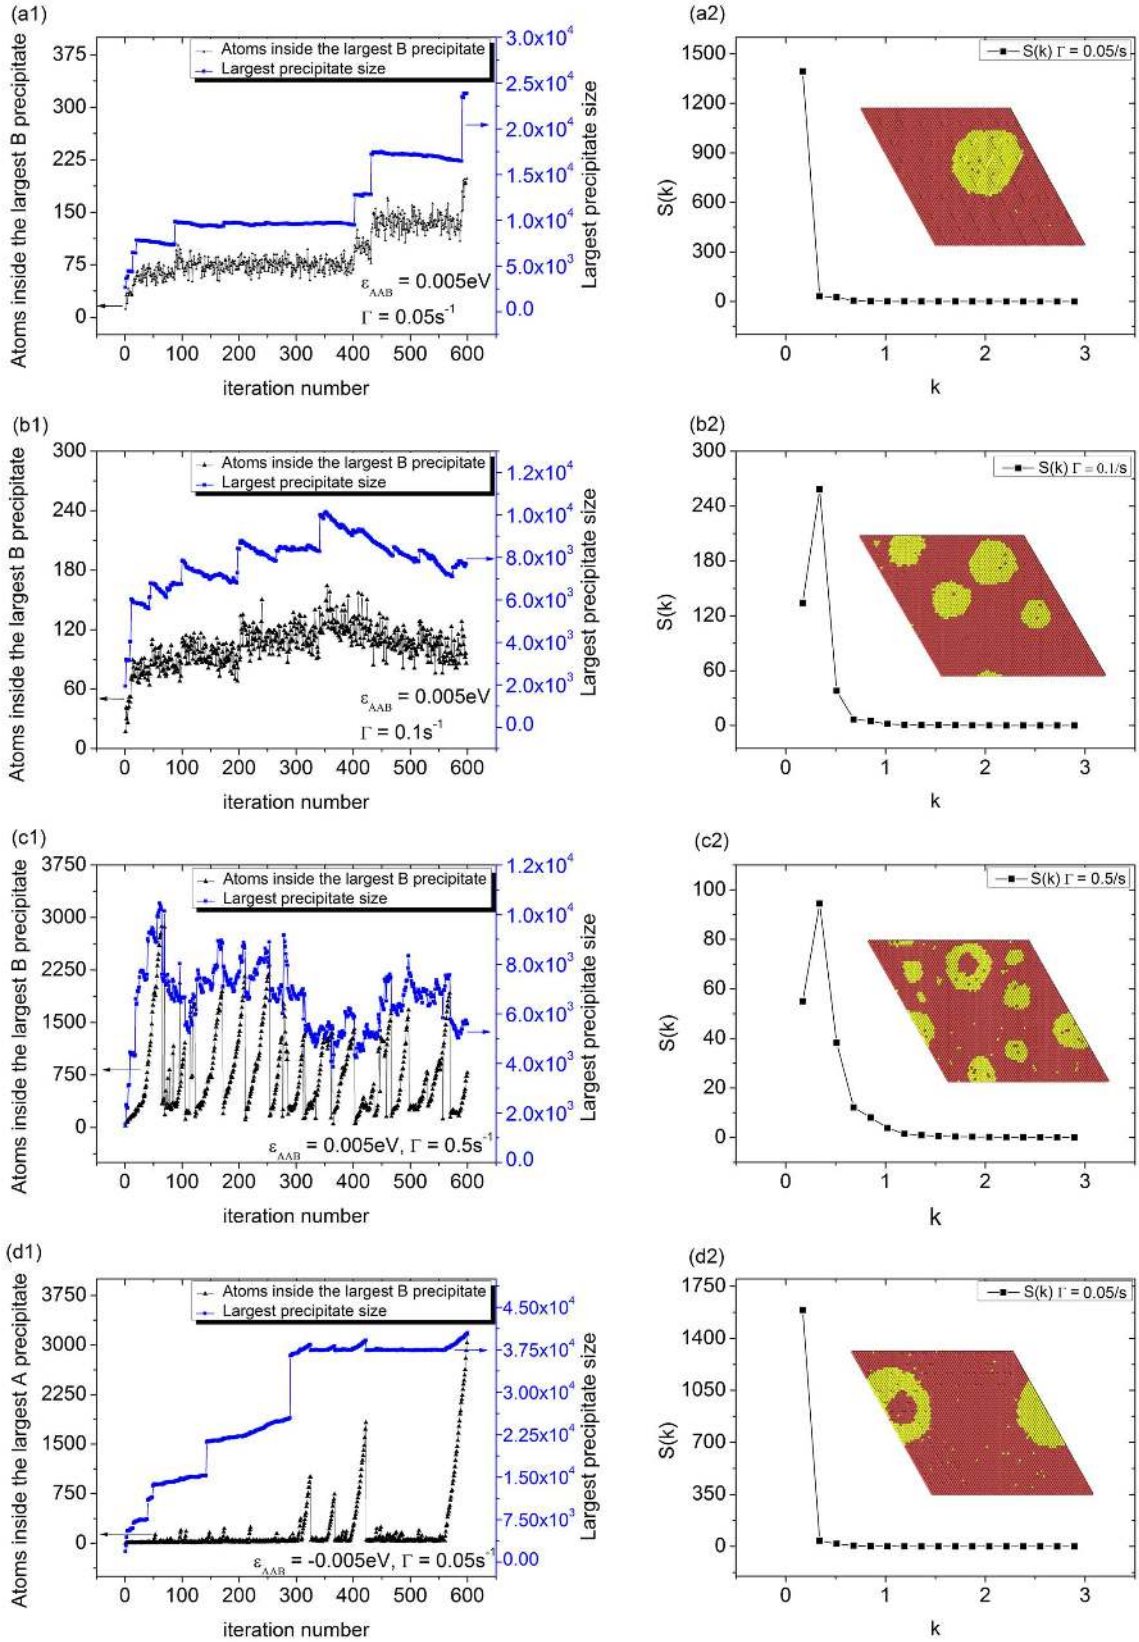 (a1)
Atoms inside the largest B precipitate
375
300
225
150
75
0
Atoms inside the largest B precipitate
Largest precipitate size
ε_AAB = 0.005eV
Γ = 0.05s⁻¹
3.0x10⁴
2.5x10⁴
2.0x10⁴
1.5x10⁴
1.0x10⁴
5.0x10³
0.0
Largest precipitate size
0 100 200 300 400 500 600
iteration number
(a2)
S(k)
1500
1200
900
600
300
0
S(k) Γ = 0.05/s
0 1 2 3
k
(b1)
Atoms inside the largest B precipitate
300
240
180
120
60
0
Atoms inside the largest B precipitate
Largest precipitate size
ε_AAB = 0.005eV
Γ = 0.1s⁻¹
1.2x10⁴
1.0x10⁴
8.0x10³
6.0x10³
4.0x10³
2.0x10³
0.0
Largest precipitate size
0 100 200 300 400 500 600
iteration number
(b2)
S(k)
300
240
180
120
60
0
S(k) Γ = 0.1/s
0 1 2 3
k
(c1)
Atoms inside the largest B precipitate
3750
3000
2250
1500
750
0
Atoms inside the largest B precipitate
Largest precipitate size
ε_AAB = 0.005eV, Γ = 0.5s⁻¹
1.2x10⁴
1.0x10⁴
8.0x10³
6.0x10³
4.0x10³
2.0x10³
0.0
Largest precipitate size
0 100 200 300 400 500 600
iteration number
(c2)
S(k)
100
80
60
40
20
0
S(k) Γ = 0.5/s
0 1 2 3
k
(d1)
Atoms inside the largest A precipitate
3750
3000
2250
1500
750
0
Atoms inside the largest B precipitate
Largest precipitate size
ε_AAB = -0.005eV, Γ = 0.05s⁻¹
4.50x10⁴
3.75x10⁴
3.00x10⁴
2.25x10⁴
1.50x10⁴
7.50x10³
0.00
Largest precipitate size
0 100 200 300 400 500 600
iteration number
(d2)
S(k)
1750
1400
1050
700
350
0
S(k) Γ = 0.05/s
0 1 2 3
k